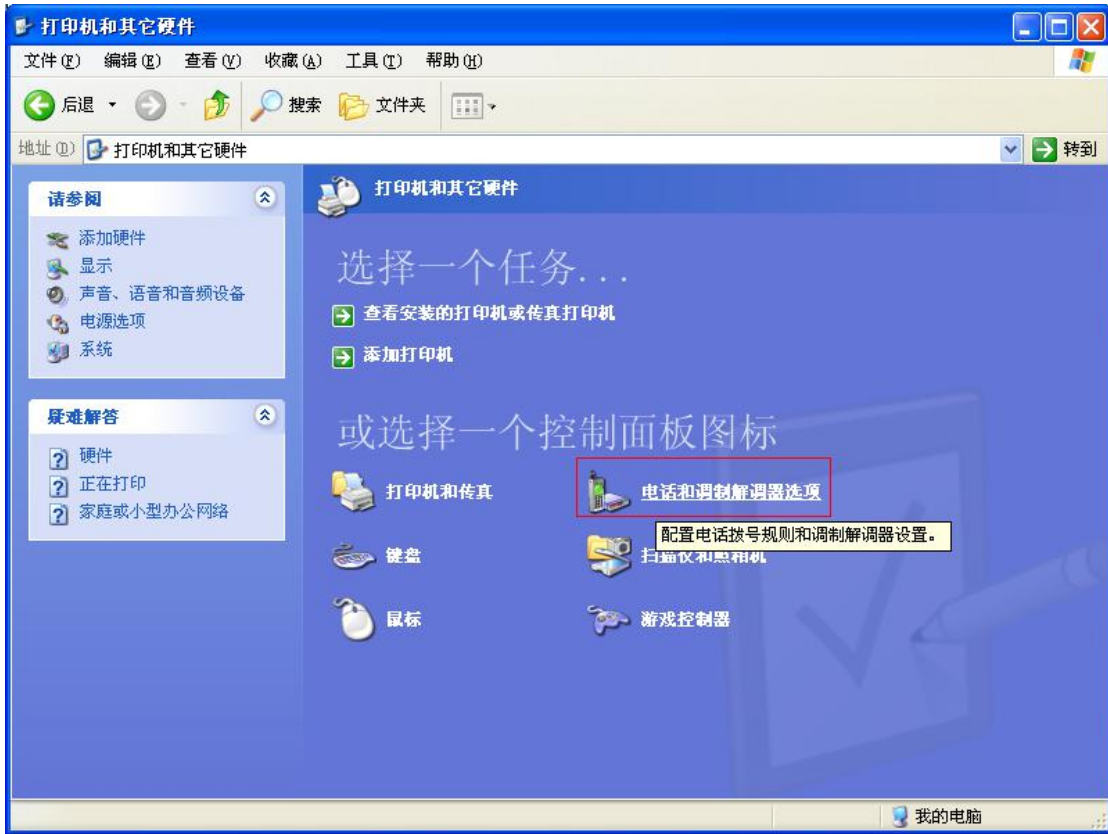 打印机和其它硬件
文件(F) 编辑(E) 查看(V) 收藏(A) 工具(T) 帮助(H)
后退 搜索 文件夹
地址(D) 打印机和其它硬件 转到
请参阅
添加硬件
显示
声音、语音和音频设备
电源选项
系统
疑难解答
硬件
正在打印
家庭或小型办公网络
打印机和其它硬件
选择一个任务...
查看安装的打印机或传真打印机
添加打印机
或选择一个控制面板图标
打印机和传真 电话和调制解调器选项
配置电话拨号规则和调制解调器设置。
键盘 扫描仪和照相机
鼠标 游戏控制器
我的电脑